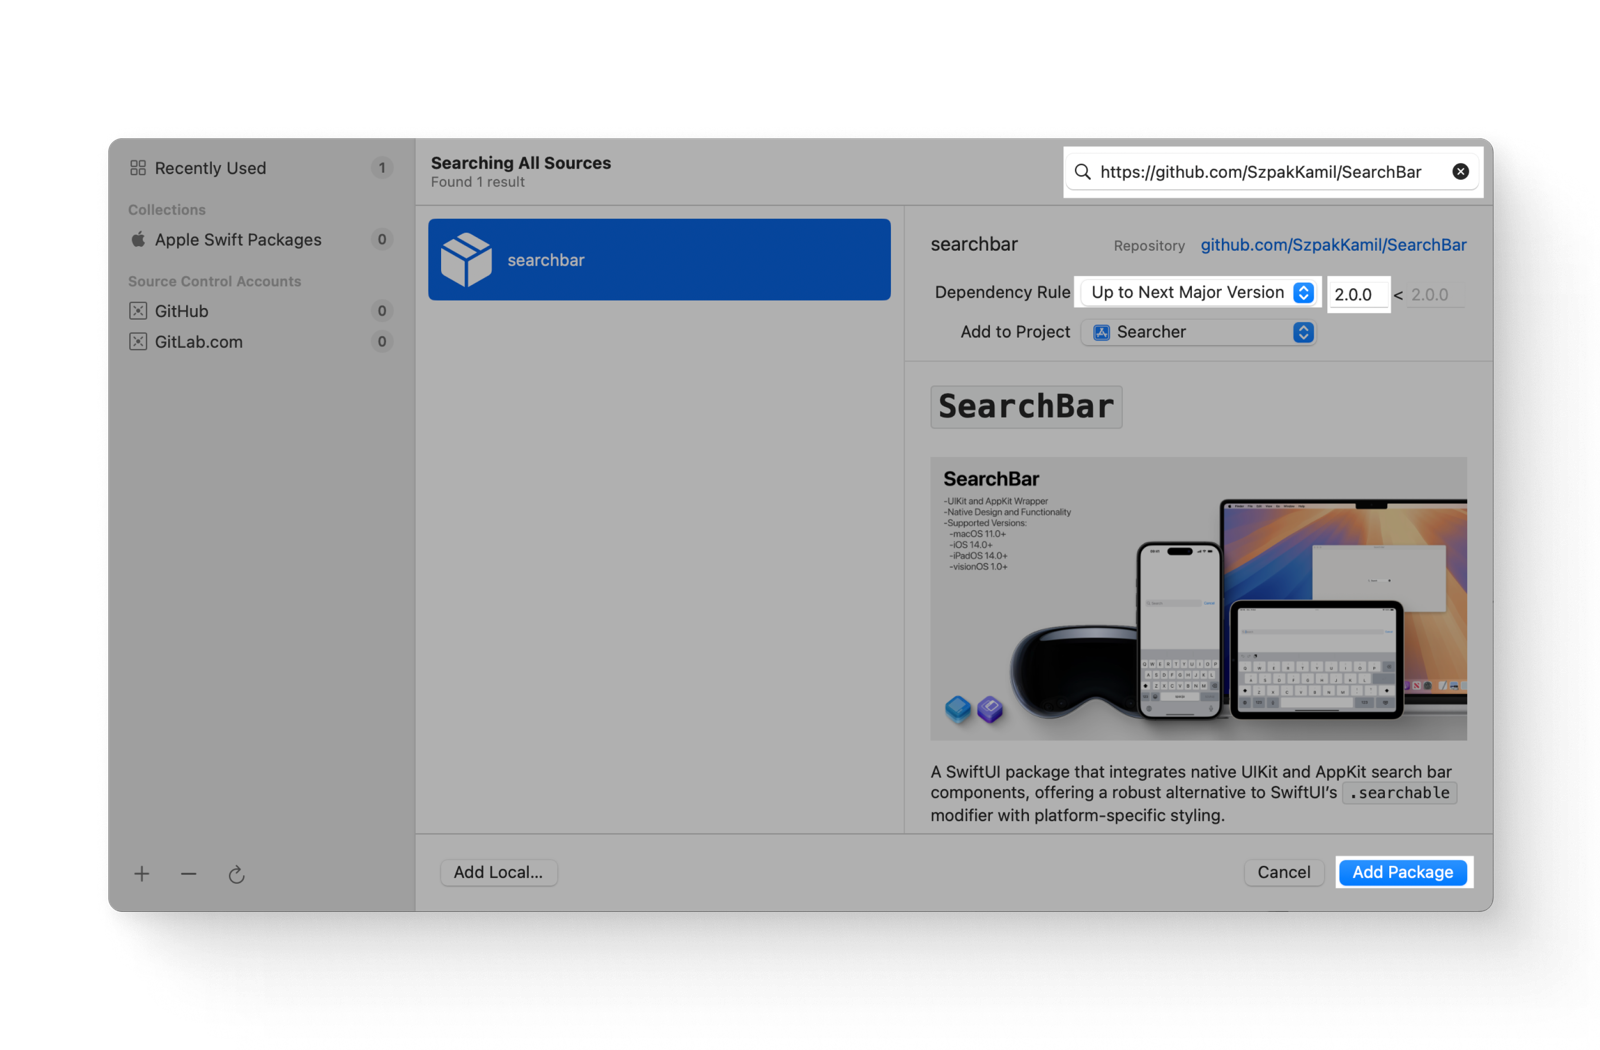 Recently Used 1
Collections
Apple Swift Packages 0
Source Control Accounts
GitHub 0
GitLab.com 0
Searching All Sources
Found 1 result
https://github.com/SzpakKamil/SearchBar
searchbar
searchbar Repository github.com/SzpakKamil/SearchBar
Dependency Rule Up to Next Major Version 2.0.0 < 2.0.0
Add to Project Searcher
SearchBar
SearchBar
-UIKit and AppKit Wrapper
-Native Design and Functionality
-Supported Versions:
-macOS 11.0+
-iOS 14.0+
-iPadOS 14.0+
-visionOS 1.0+
A SwiftUI package that integrates native UIKit and AppKit search bar
components, offering a robust alternative to SwiftUI’s .searchable
modifier with platform-specific styling.
Add Local...
Cancel
Add Package